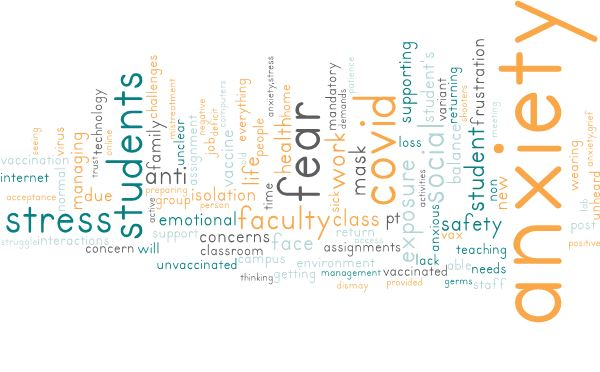 anxiety
stress
students
fear
covid
faculty
social
student
exposure
work
anti
life
class
safety
emotional
face
mask
healthhome
supporting
student's
frustration
returning
variant
balance
loss
new
non
wearing
unheard
anxiety,grief
shooters
meeting
patience
mandatory
demands
anxiety,stress
everything
computers
people
vaccine
time
old
negative
person
job
deficit
assignment
unclear
treatment
challenges
family
active
preparing
group
isolation
technology
trust
online
managing
due
virus
normal
seeing
vaccination
internet
acceptance
struggle
interactions
concern
will
support
concerns
classroom
unvaccinated
campus
thinking
getting
environment
management
dismay
assignments
return
access
pt
sick
activities
anxious
vax
lack
able
vaccinated
provided
germs
needs
staff
teaching
lab
post
positive